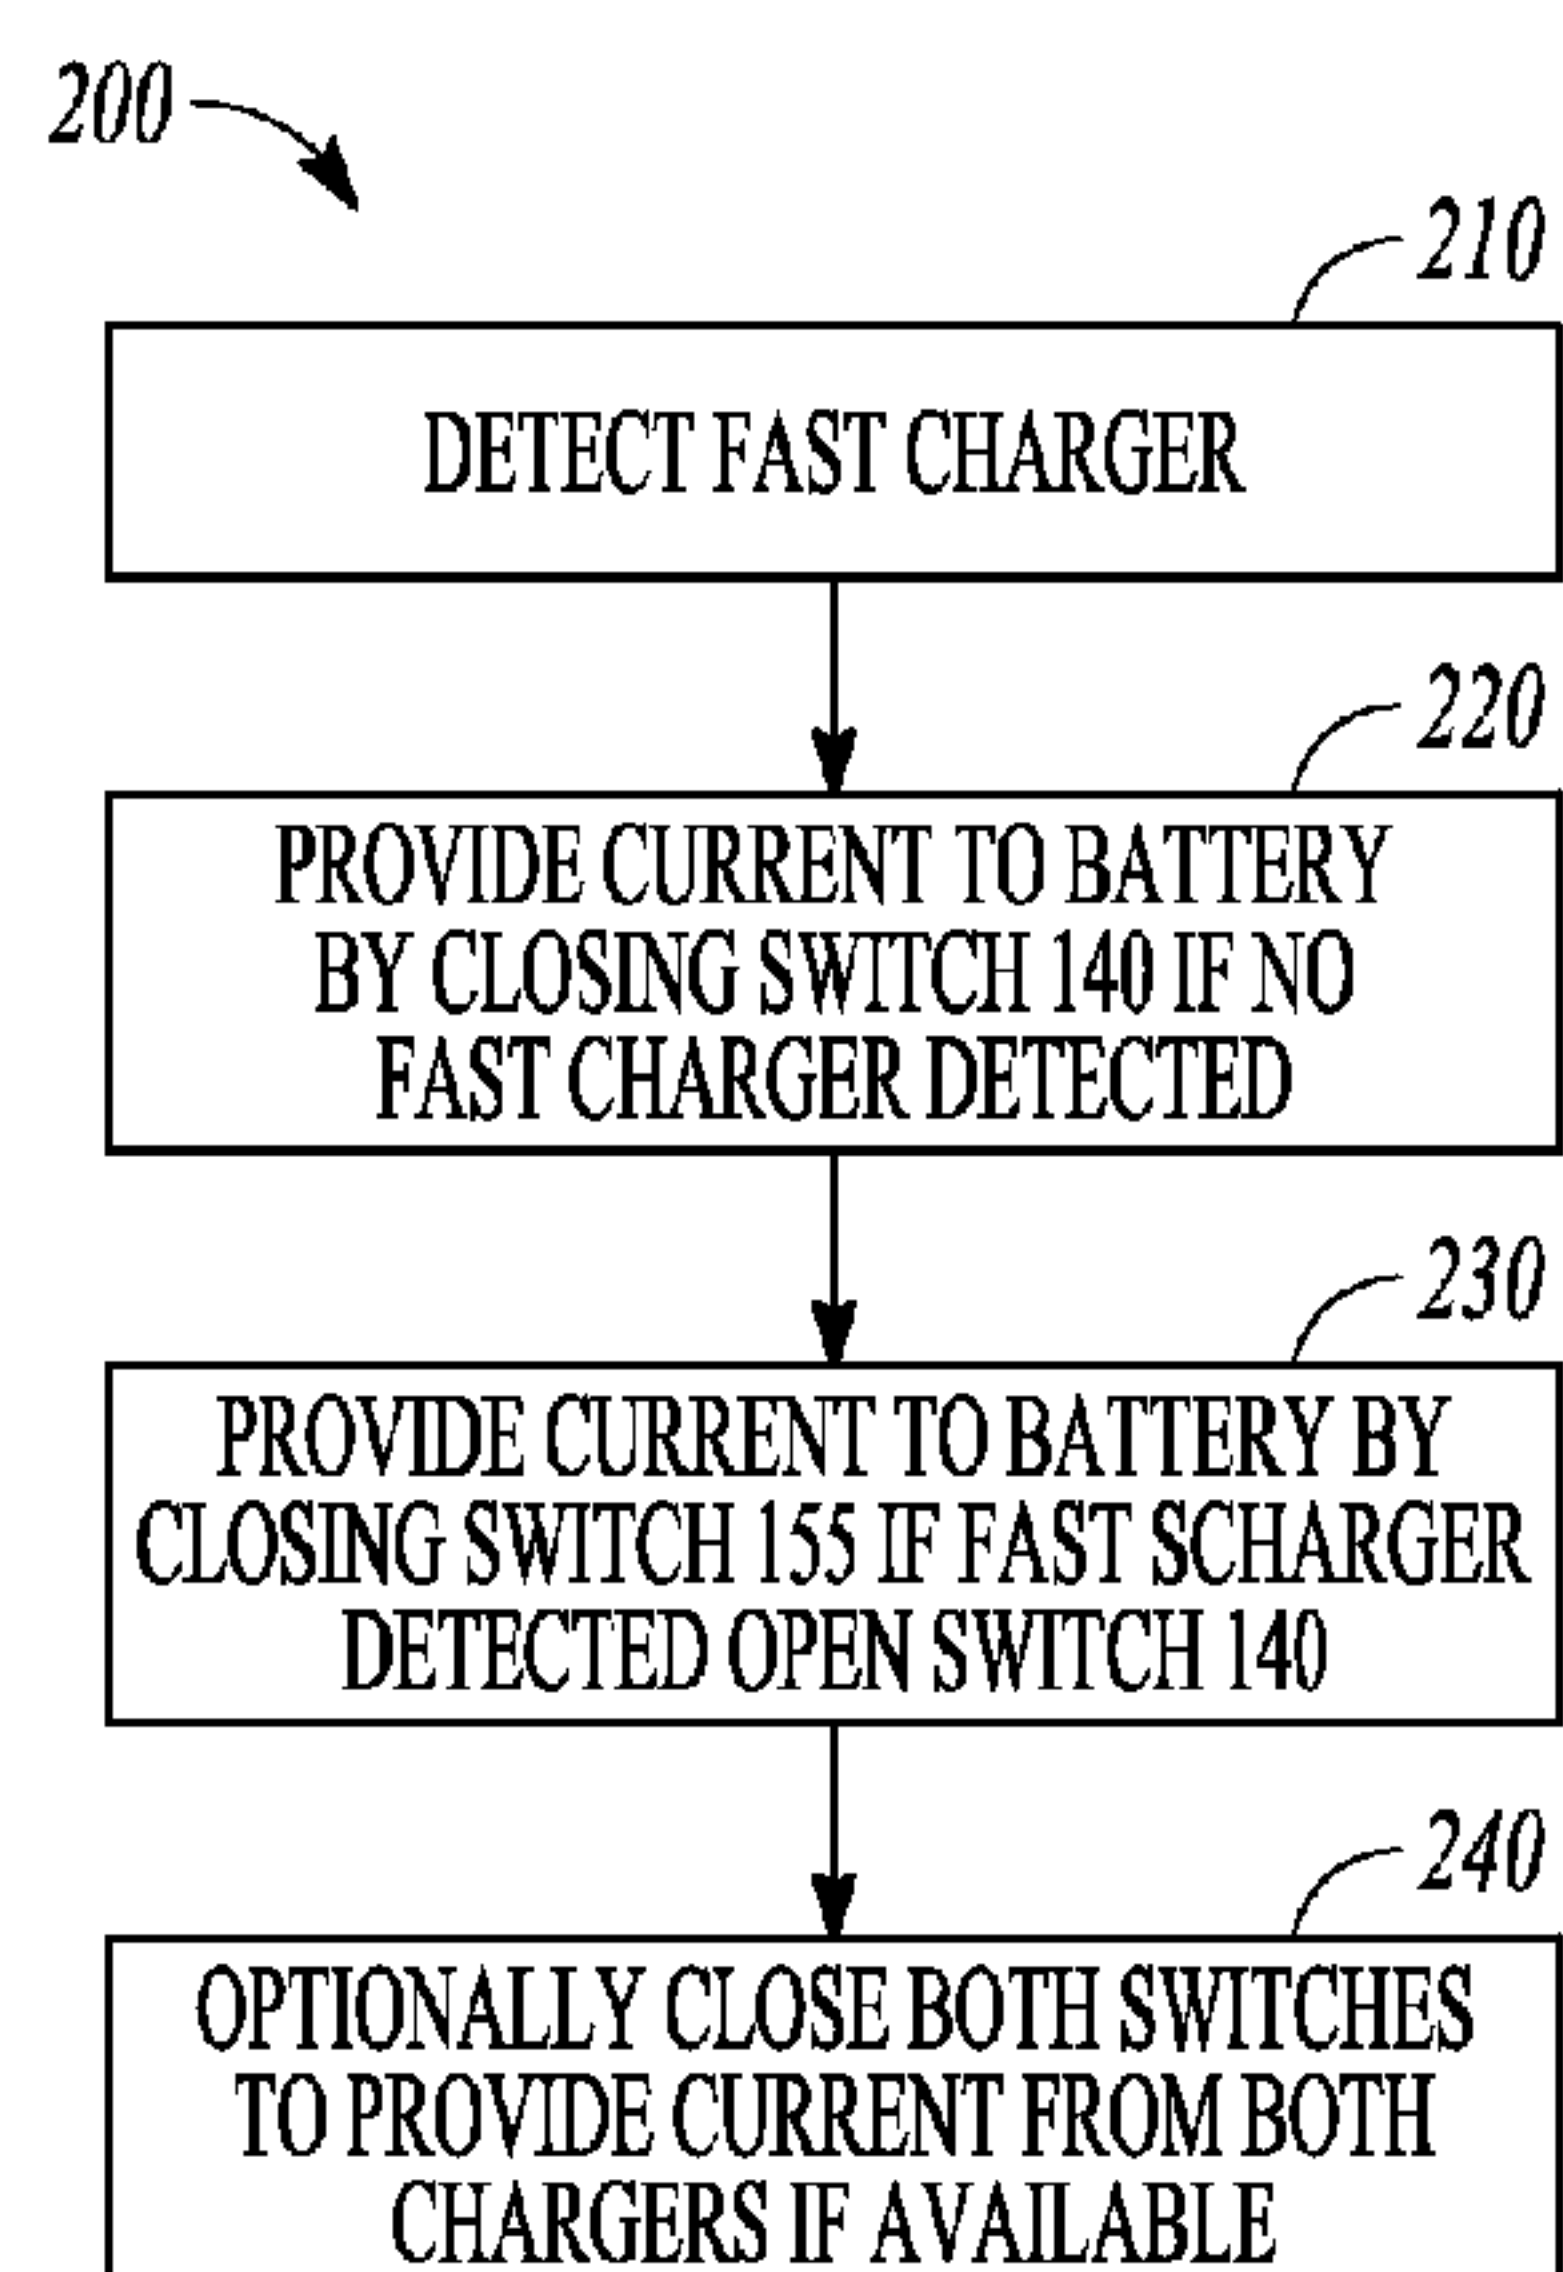 200
210
DETECT FAST CHARGER
220
PROVIDE CURRENT TO BATTERY
BY CLOSING SWITCH 140 IF NO
FAST CHARGER DETECTED
230
PROVIDE CURRENT TO BATTERY BY
CLOSING SWITCH 155 IF FAST SCHARGER
DETECTED OPEN SWITCH 140
240
OPTIONALLY CLOSE BOTH SWITCHES
TO PROVIDE CURRENT FROM BOTH
CHARGERS IF AVAILABLE